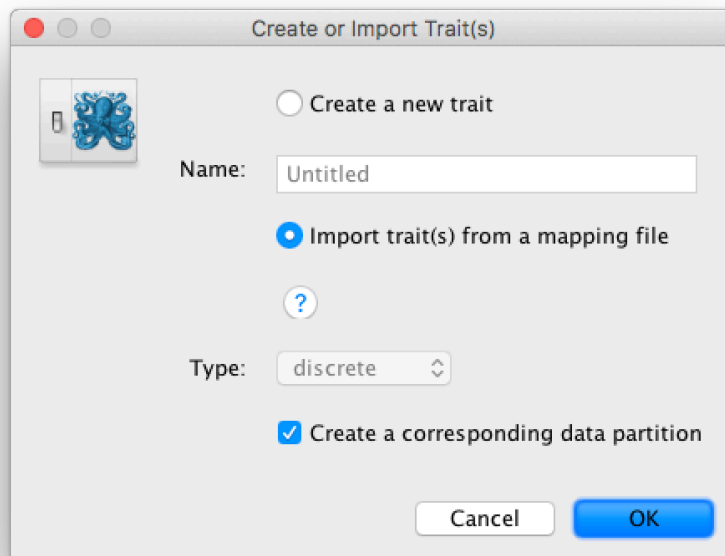 Create or Import Trait(s)
Create a new trait
Name: Untitled
Import trait(s) from a mapping file
?
Type: discrete
Create a corresponding data partition
Cancel OK